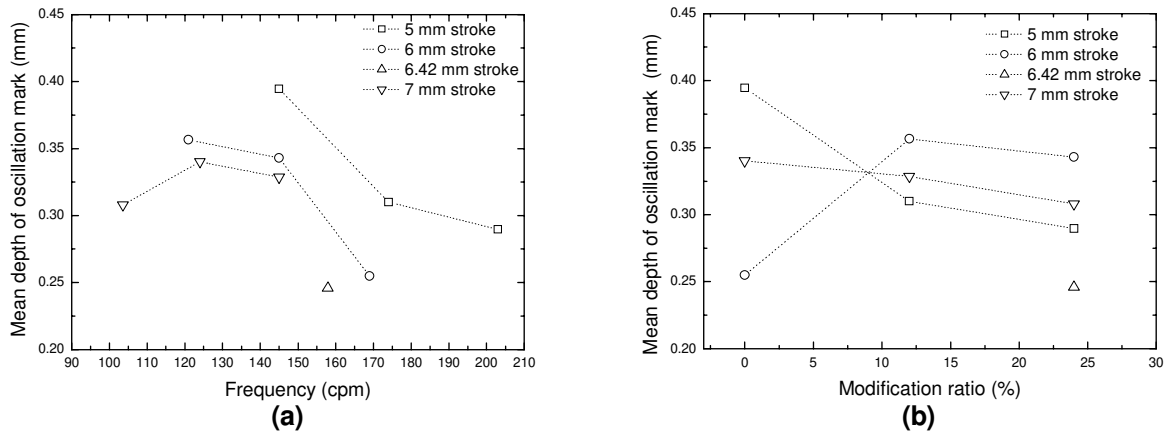 Mean depth of oscillation mark (mm)
0.45
0.40
0.35
0.30
0.25
0.20
5 mm stroke
6 mm stroke
6.42 mm stroke
7 mm stroke
90 100 110 120 130 140 150 160 170 180 190 200 210
Frequency (cpm)
(a)
Mean depth of oscillation mark (mm)
0.45
0.40
0.35
0.30
0.25
0.20
5 mm stroke
6 mm stroke
6.42 mm stroke
7 mm stroke
0 5 10 15 20 25 30
Modification ratio (%)
(b)